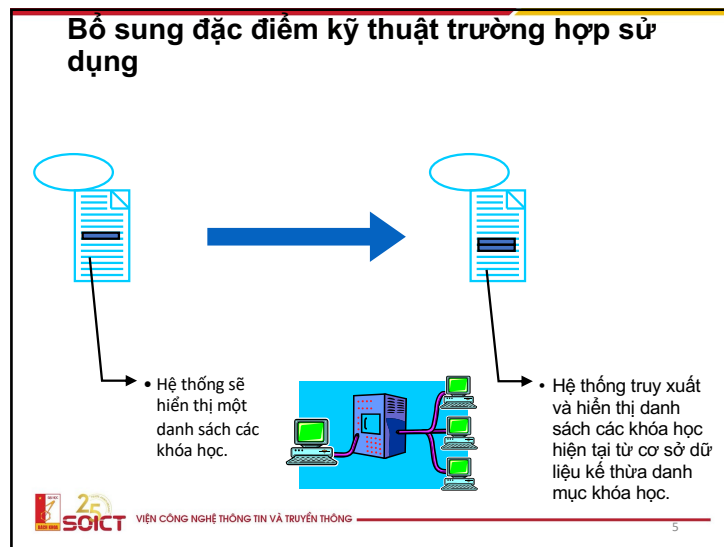 Bổ sung đặc điểm kỹ thuật trường hợp sử
dụng
• Hệ thống sẽ
hiển thị một
danh sách các
khóa học.
• Hệ thống truy xuất
và hiển thị danh
sách các khóa học
hiện tại từ cơ sở dữ
liệu kế thừa danh
mục khóa học.
25
SOICT
VIỆN CÔNG NGHỆ THÔNG TIN VÀ TRUYỀN THÔNG
5